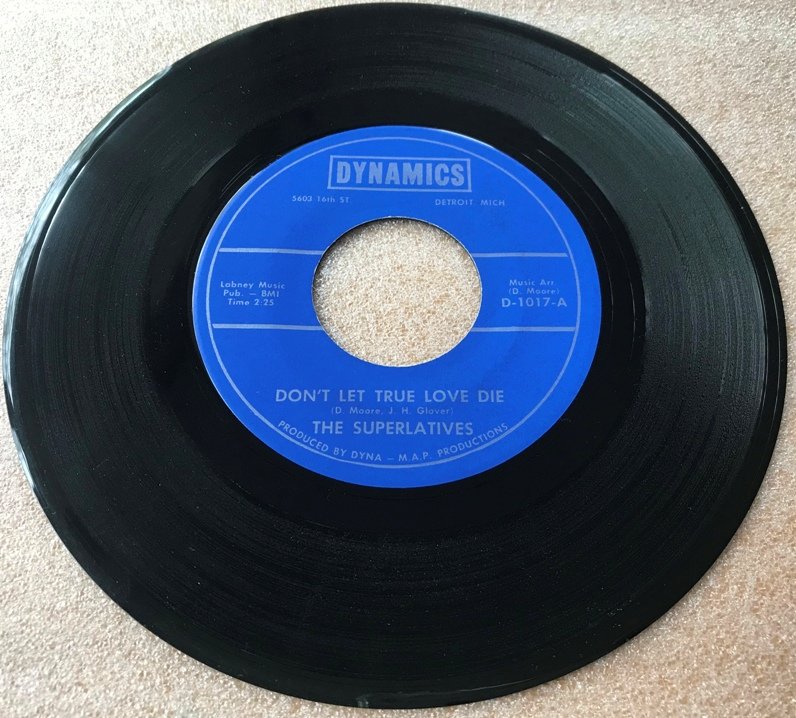 DYNAMICS
5603 16th ST DETROIT MICH
Labney Music
Pub. — BMI
Time 2:25
Music Arr
(D. Moore)
D-1017-A
DON'T LET TRUE LOVE DIE
(D. Moore, J. H. Glover)
THE SUPERLATIVES
PRODUCED BY DYNA — M.A.P. PRODUCTIONS